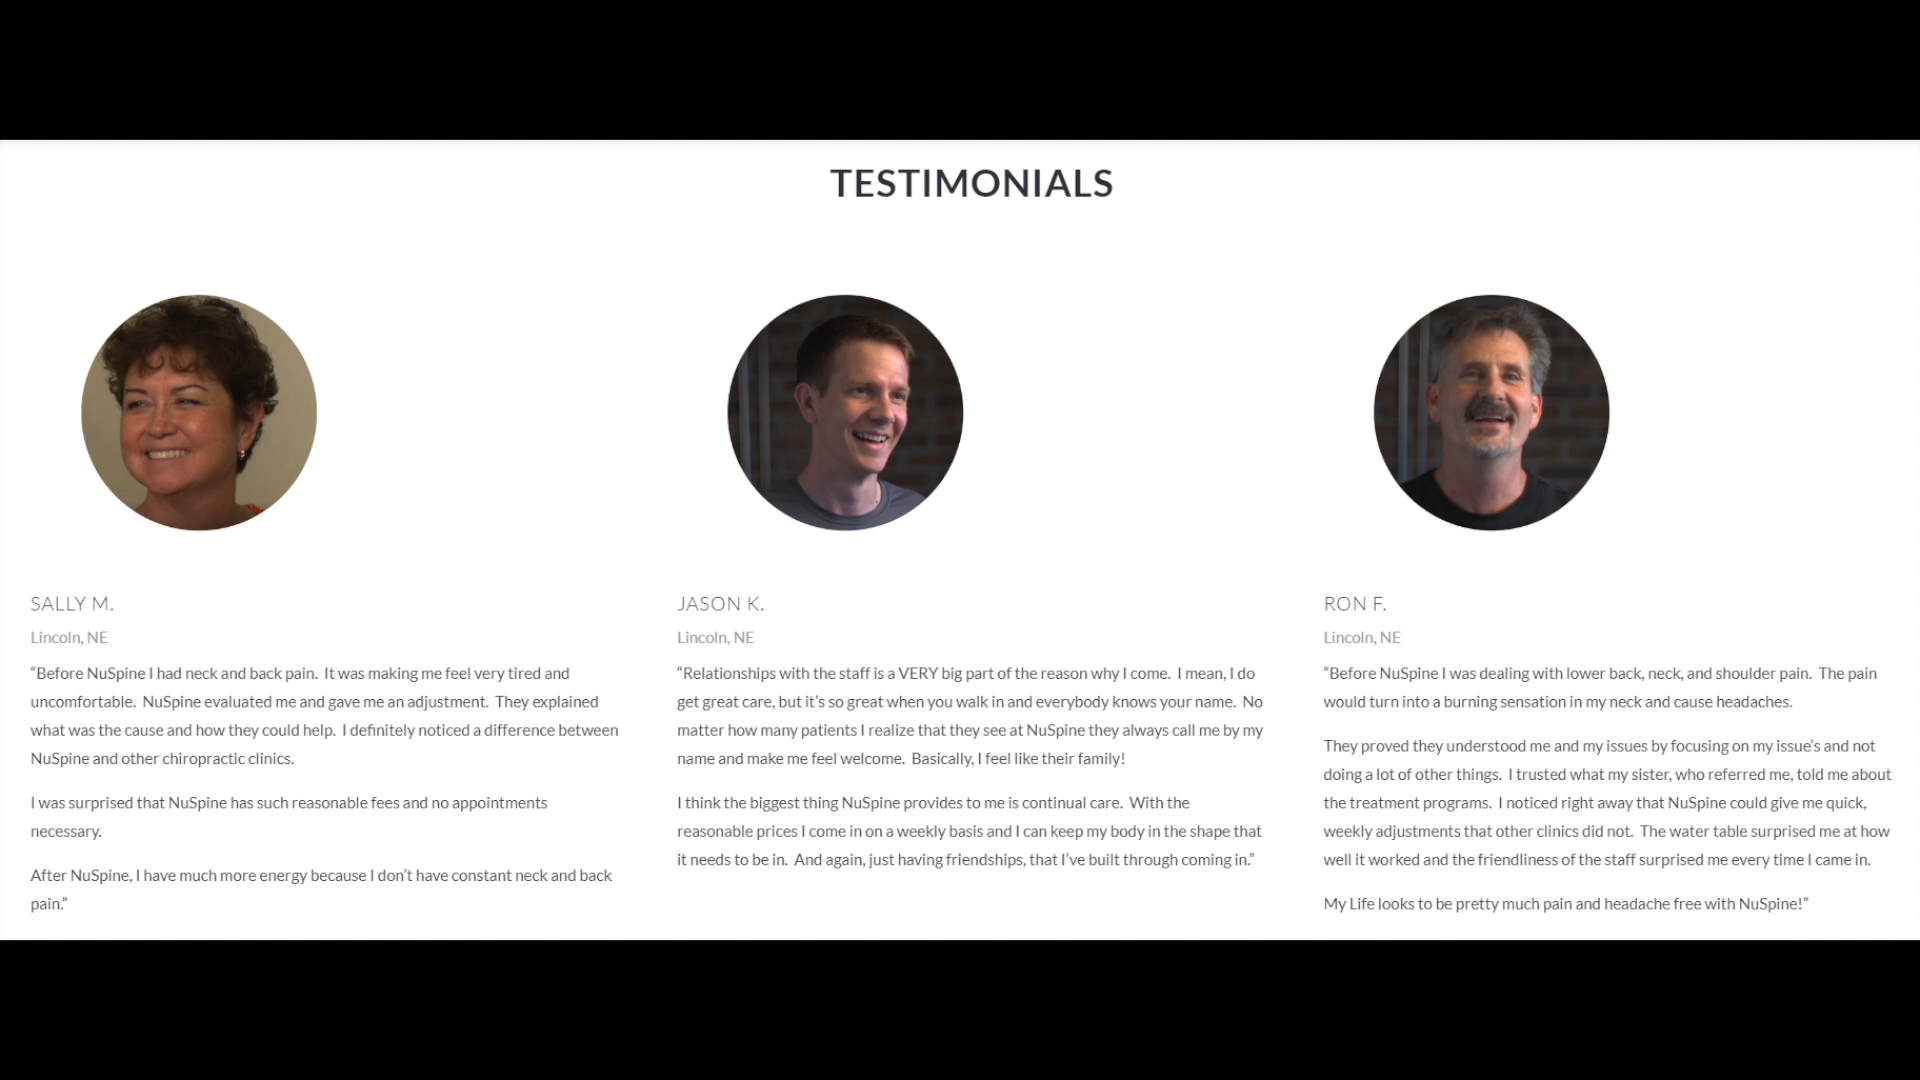 TESTIMONIALS
SALLY M.
Lincoln, NE
“Before NuSpine I had neck and back pain.  It was making me feel very tired and
uncomfortable.  NuSpine evaluated me and gave me an adjustment.  They explained
what was the cause and how they could help.  I definitely noticed a difference between
NuSpine and other chiropractic clinics.
I was surprised that NuSpine has such reasonable fees and no appointments
necessary.
After NuSpine, I have much more energy because I don’t have constant neck and back
pain.”
JASON K.
Lincoln, NE
“Relationships with the staff is a VERY big part of the reason why I come.  I mean, I do
get great care, but it’s so great when you walk in and everybody knows your name.  No
matter how many patients I realize that they see at NuSpine they always call me by my
name and make me feel welcome.  Basically, I feel like their family!
I think the biggest thing NuSpine provides to me is continual care.  With the
reasonable prices I come in on a weekly basis and I can keep my body in the shape that
it needs to be in.  And again, just having friendships, that I’ve built through coming in.”
RON F.
Lincoln, NE
“Before NuSpine I was dealing with lower back, neck, and shoulder pain.  The pain
would turn into a burning sensation in my neck and cause headaches.
They proved they understood me and my issues by focusing on my issue’s and not
doing a lot of other things.  I trusted what my sister, who referred me, told me about
the treatment programs.  I noticed right away that NuSpine could give me quick,
weekly adjustments that other clinics did not.  The water table surprised me at how
well it worked and the friendliness of the staff surprised me every time I came in.
My Life looks to be pretty much pain and headache free with NuSpine!”